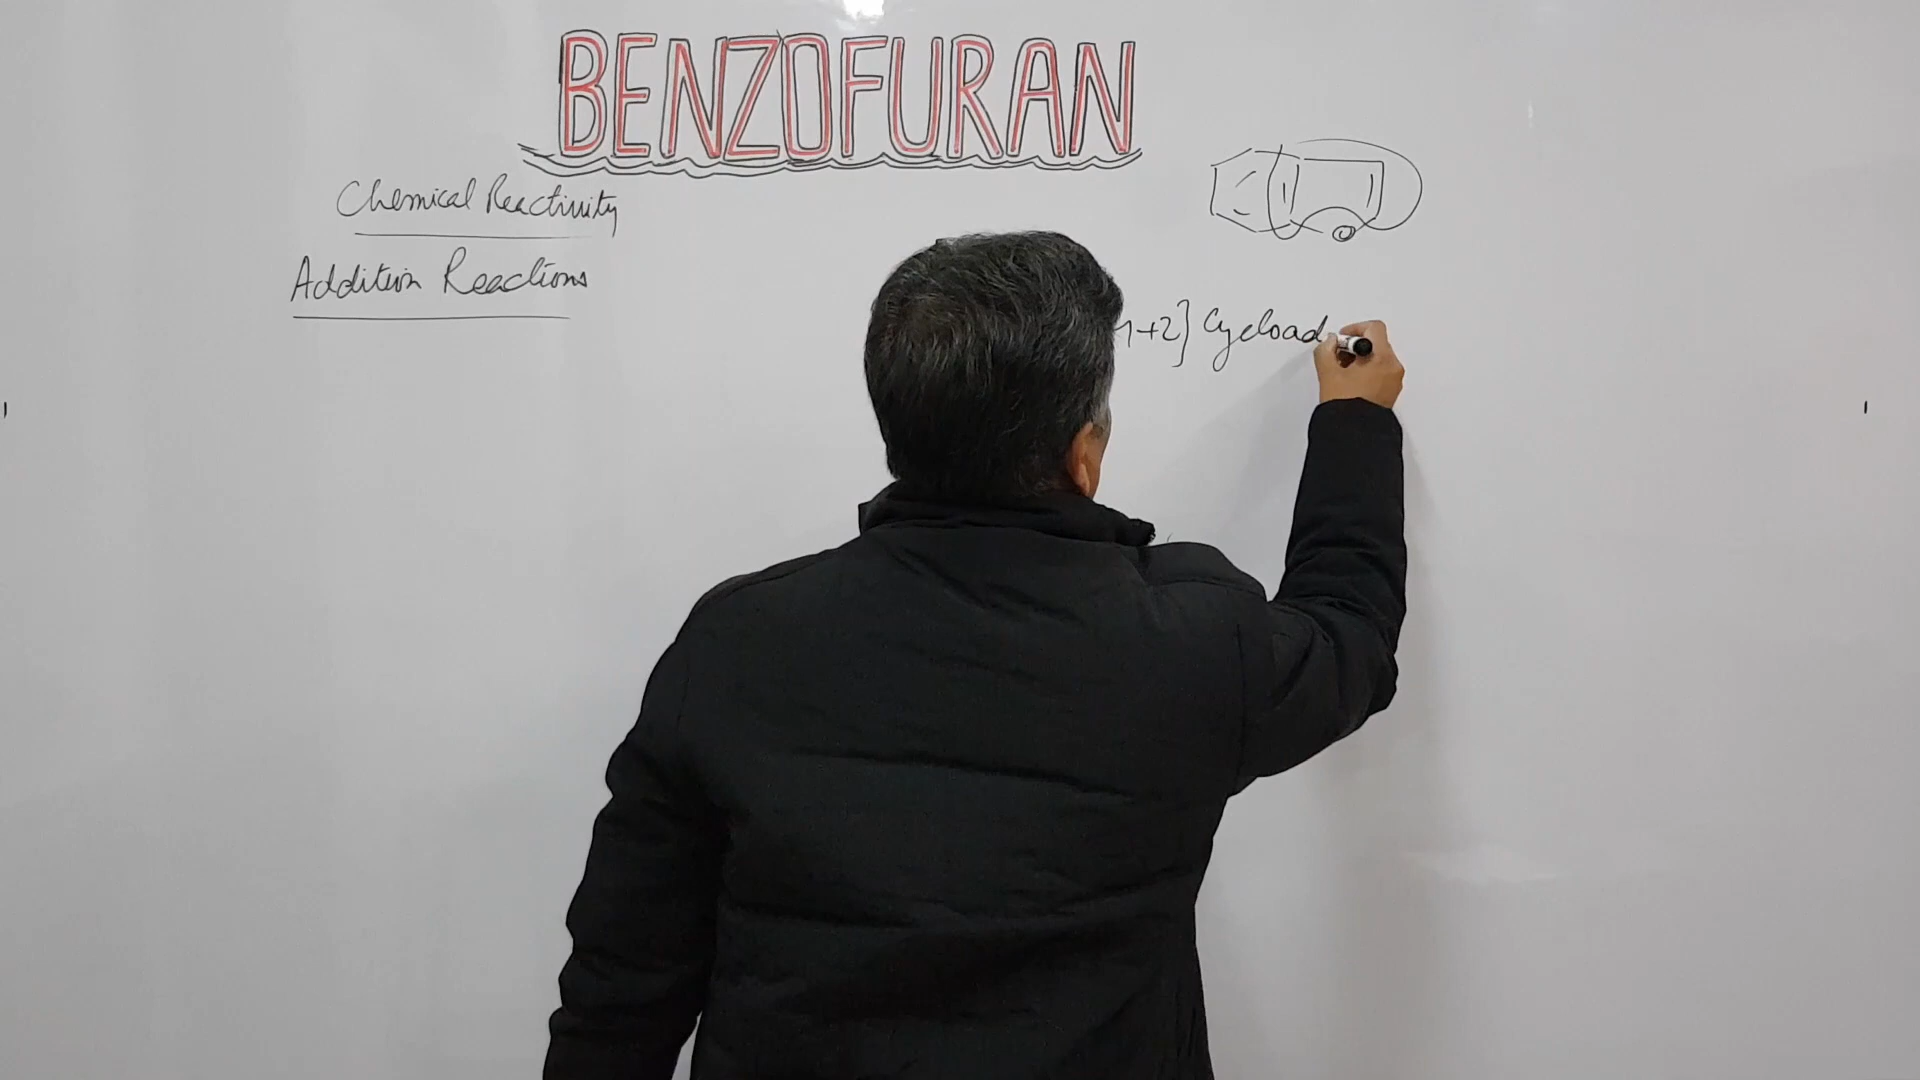 BENZOFURAN
Chemical Reactivity
Addition Reactions
+2] Cycload